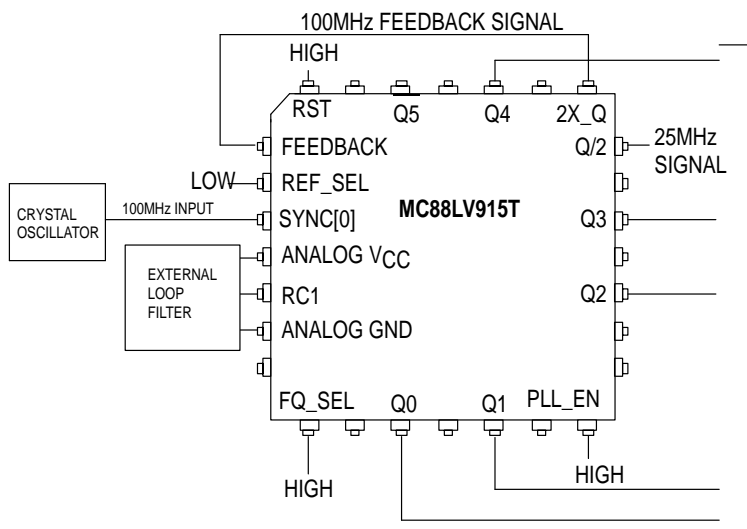 100MHz FEEDBACK SIGNAL
HIGH
RST
Q5
Q4
2X_Q
FEEDBACK
Q/2
25MHz
SIGNAL
LOW
REF_SEL
MC88LV915T
CRYSTAL
OSCILLATOR
100MHz INPUT
SYNC[0]
Q3
ANALOG VCC
EXTERNAL
LOOP
FILTER
RC1
Q2
ANALOG GND
FQ_SEL
Q0
Q1
PLL_EN
HIGH
HIGH